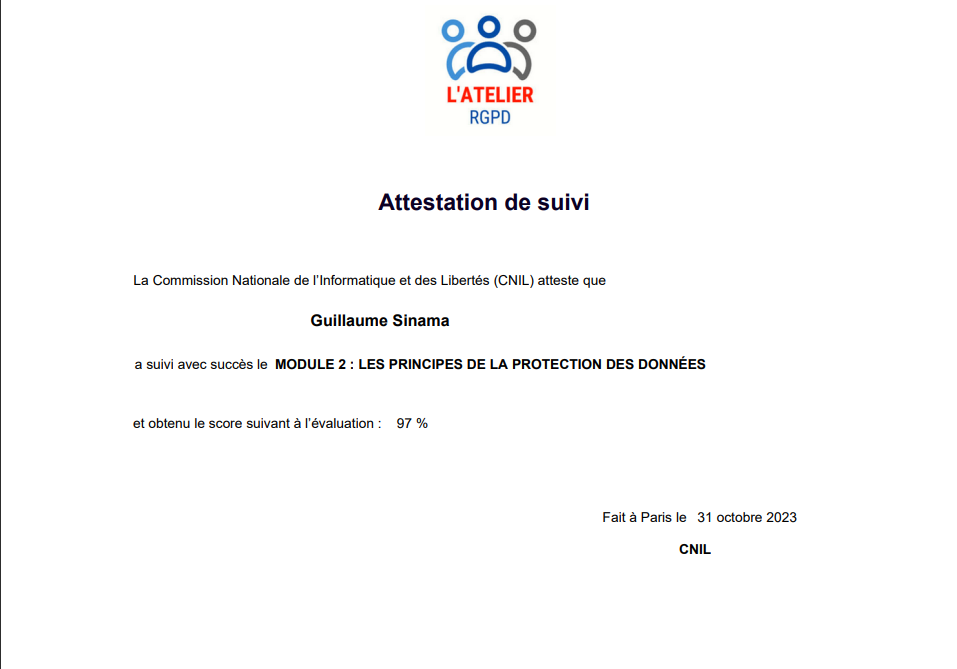 L'ATELIER
RGPD
Attestation de suivi
La Commission Nationale de l’Informatique et des Libertés (CNIL) atteste que
Guillaume Sinama
a suivi avec succès le MODULE 2 : LES PRINCIPES DE LA PROTECTION DES DONNÉES
et obtenu le score suivant à l’évaluation : 97 %
Fait à Paris le 31 octobre 2023
CNIL